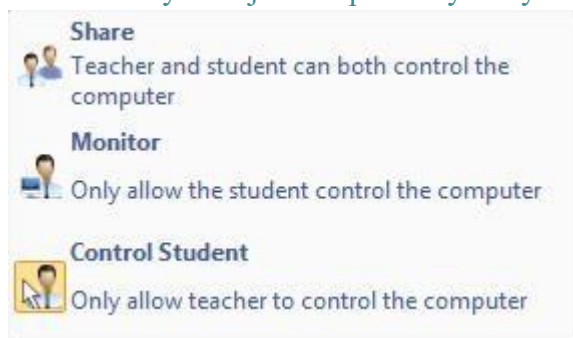 Share
Teacher and student can both control the
computer
Monitor
Only allow the student control the computer
Control Student
Only allow teacher to control the computer